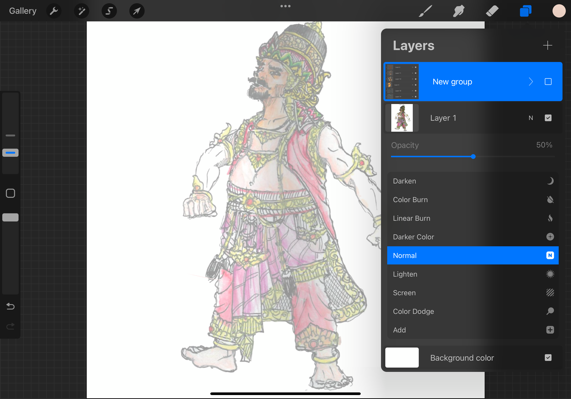 Gallery
Layers
New group
Layer 1
N
Opacity
50%
Darken
Color Burn
Linear Burn
Darker Color
Normal
N
Lighten
Screen
Color Dodge
Add
Background color